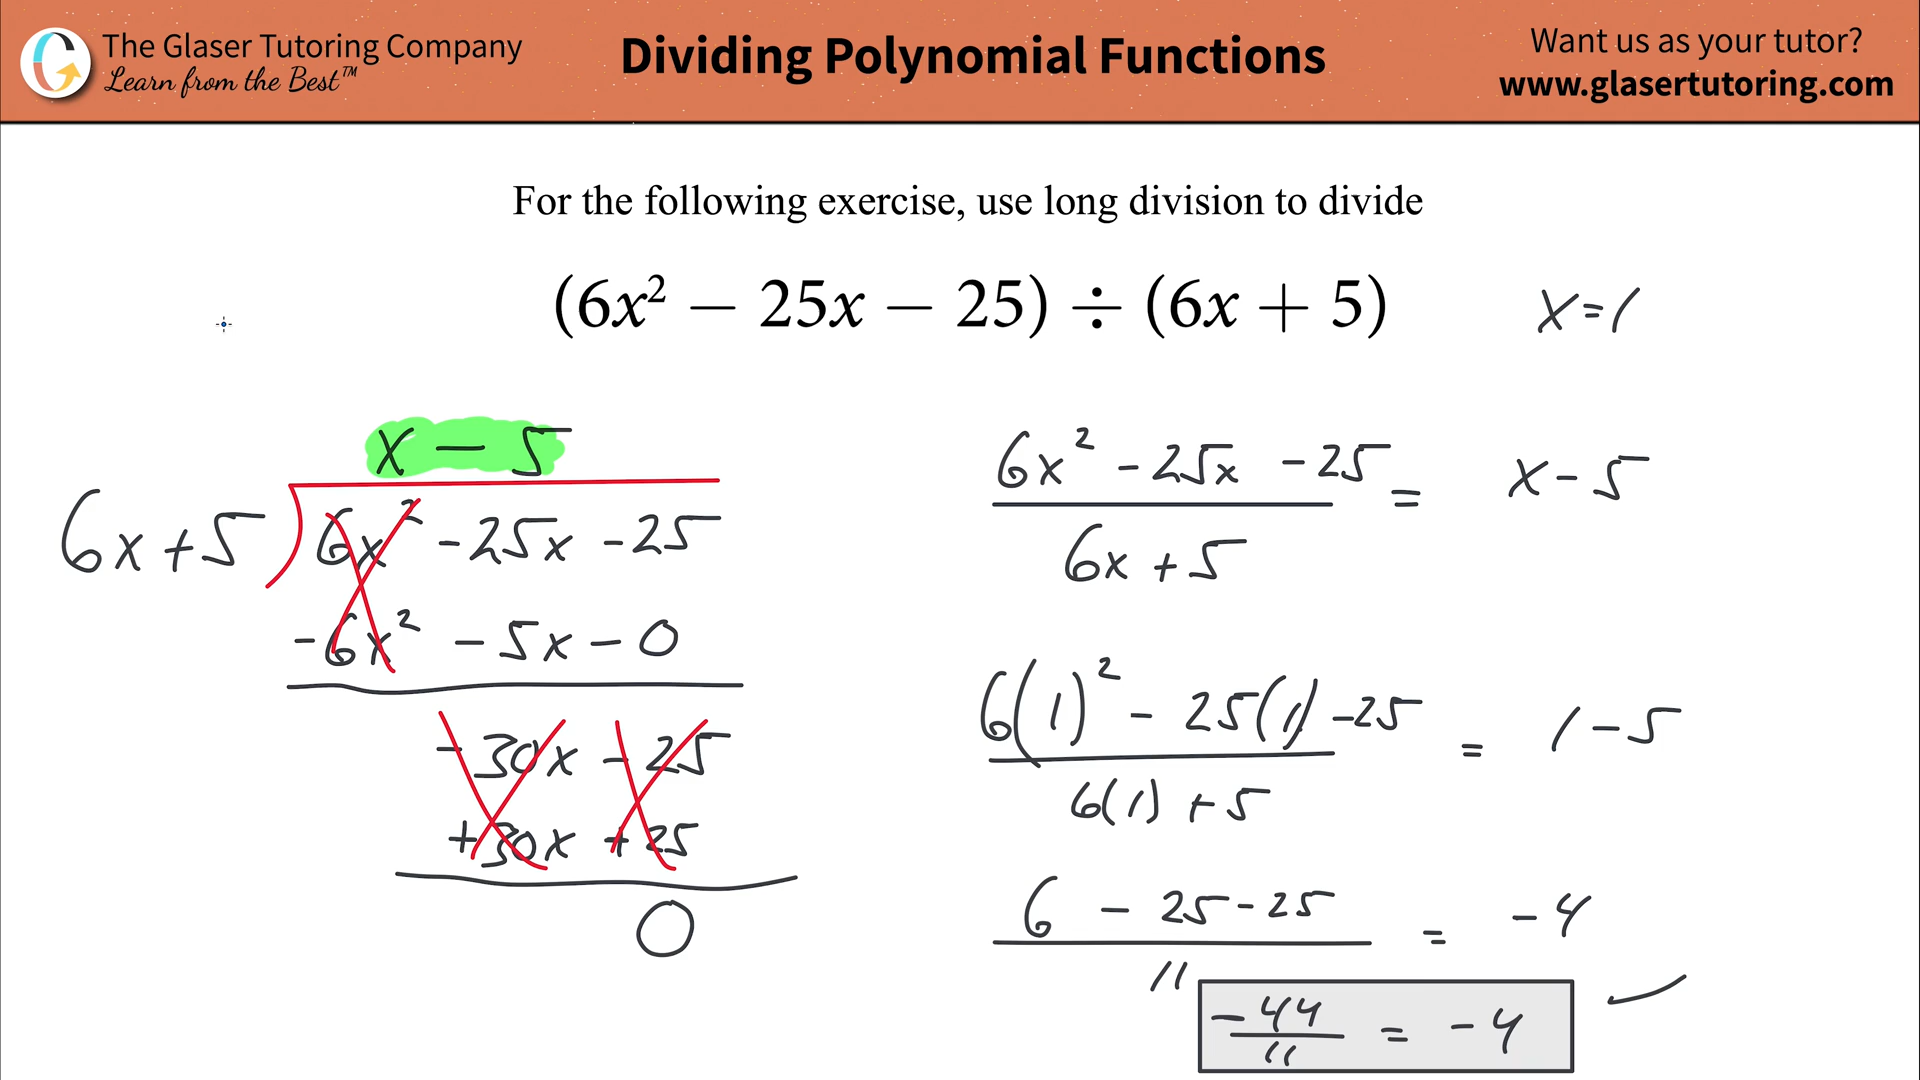 The Glaser Tutoring Company
Learn from the Best™
Dividing Polynomial Functions
Want us as your tutor?
www.glasertutoring.com
For the following exercise, use long division to divide
(6x² − 25x − 25) ÷ (6x + 5)
x=1
x − 5
6x+5 ) 6x² -25x -25
-6x² - 5x - 0
-30x - 25
+30x + 25
0
6x² - 25x - 25
= x - 5
6x + 5
6(1)² - 25(1) - 25
= 1 - 5
6(1) + 5
6 - 25 - 25
= -4
11
-44
= -4
11